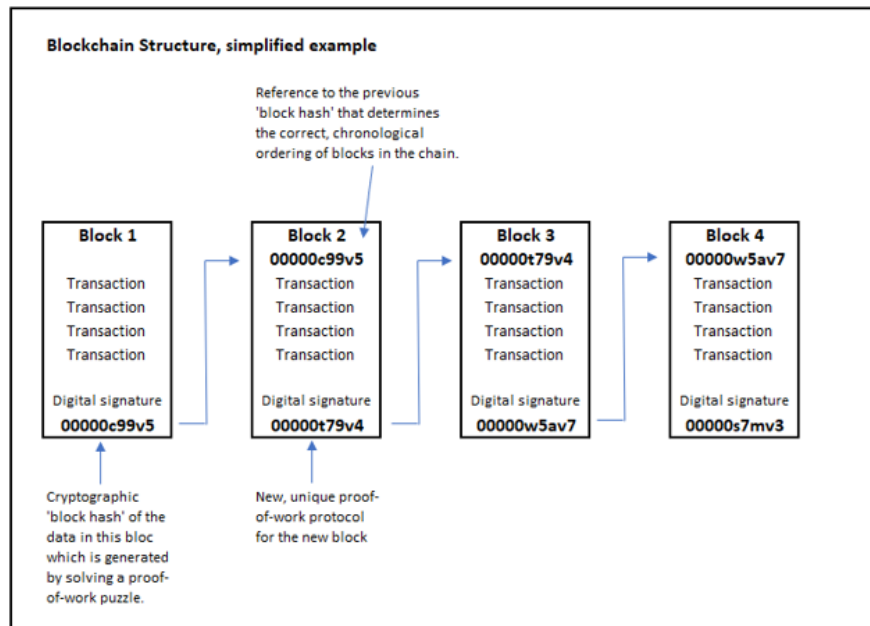 Blockchain Structure, simplified example
Reference to the previous
'block hash' that determines
the correct, chronological
ordering of blocks in the chain.
Block 1
Transaction
Transaction
Transaction
Transaction
Digital signature
00000c99v5
Block 2
00000c99v5
Transaction
Transaction
Transaction
Transaction
Digital signature
00000t79v4
Block 3
00000t79v4
Transaction
Transaction
Transaction
Transaction
Digital signature
00000w5av7
Block 4
00000w5av7
Transaction
Transaction
Transaction
Transaction
Digital signature
00000s7mv3
Cryptographic
'block hash' of the
data in this bloc
which is generated
by solving a proof-
of-work puzzle.
New, unique proof-
of-work protocol
for the new block